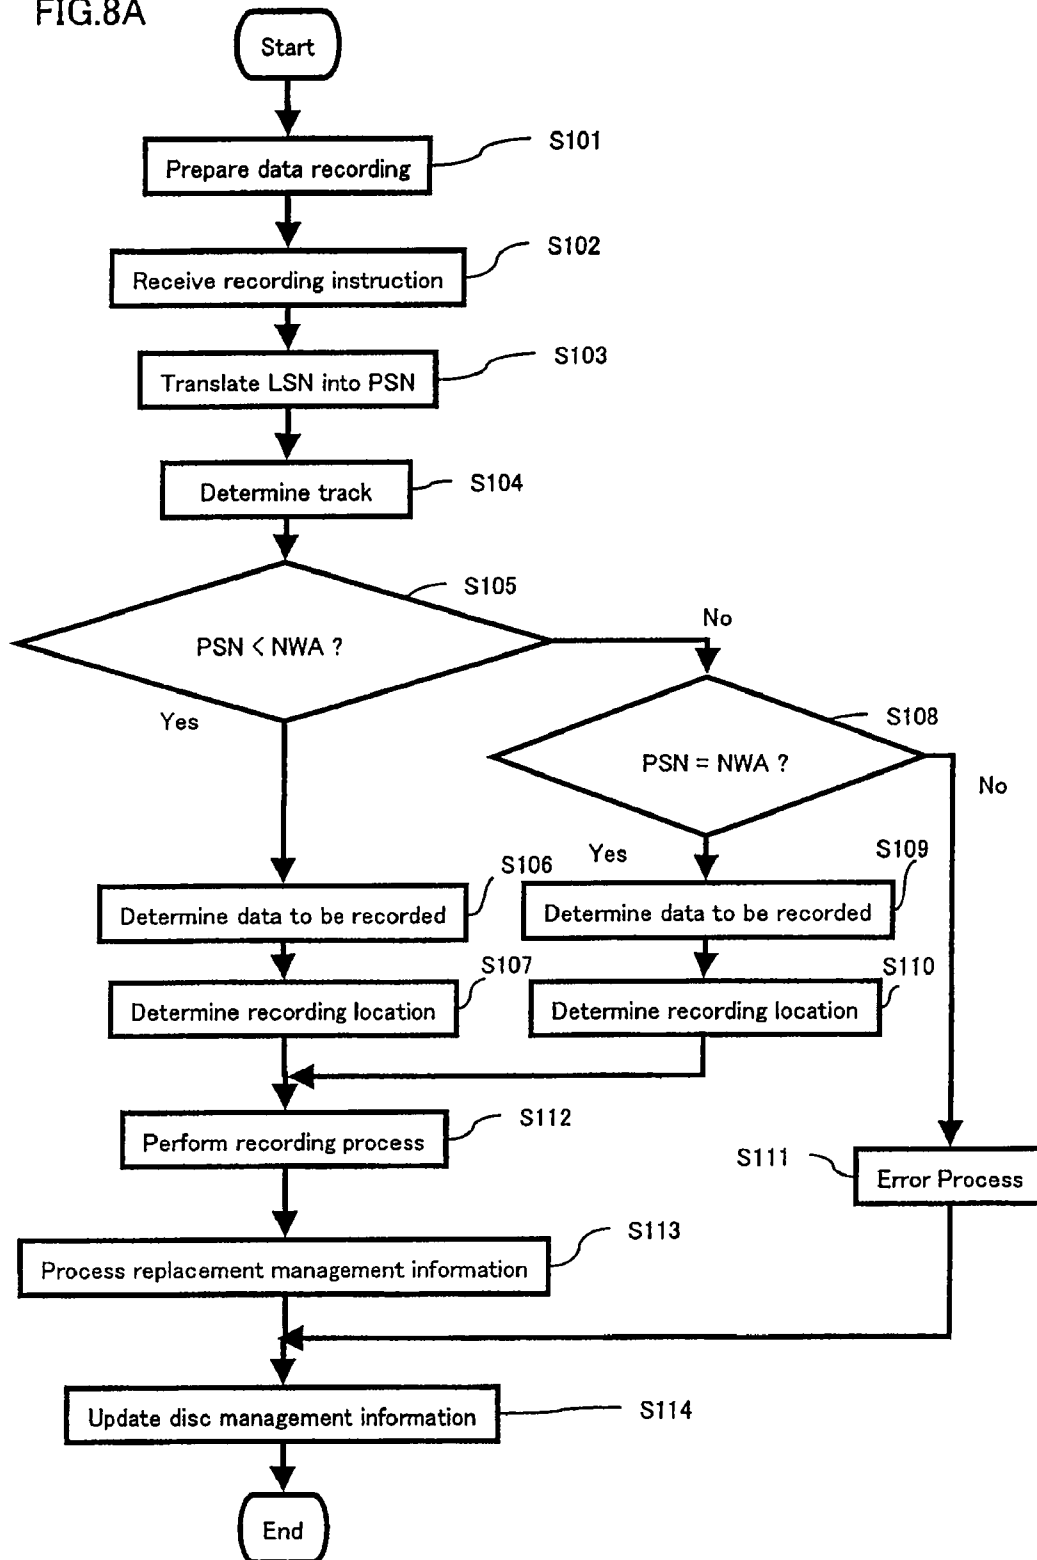 FIG.8A
Start
S101
Prepare data recording
S102
Receive recording instruction
S103
Translate LSN into PSN
S104
Determine track
S105
PSN < NWA ?
No
Yes
S108
PSN = NWA ?
No
Yes
S106
Determine data to be recorded
S109
Determine data to be recorded
S107
Determine recording location
S110
Determine recording location
S112
Perform recording process
S111
Error Process
S113
Process replacement management information
S114
Update disc management information
End